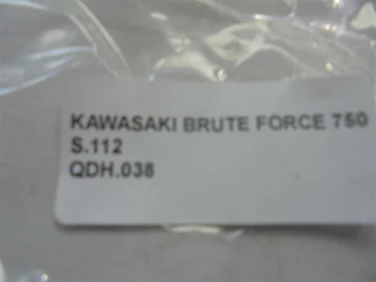 KAWASAKI BRUTE FORCE 750
S.112
QDH.038